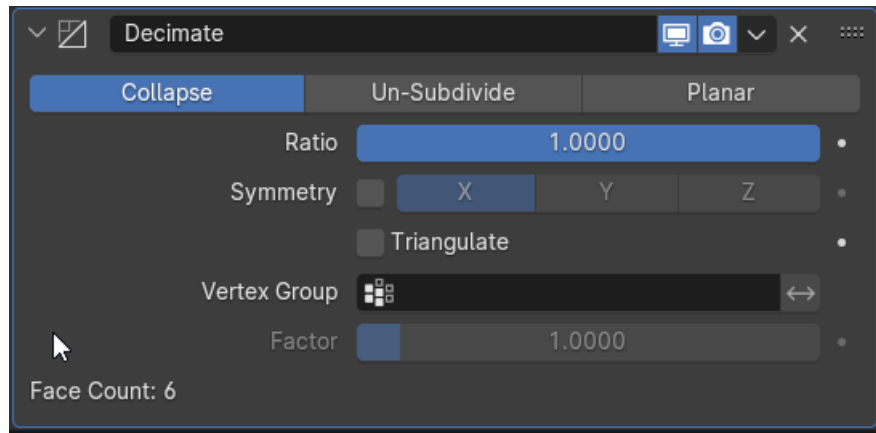 Decimate
Collapse Un-Subdivide Planar
Ratio 1.0000
Symmetry X Y Z
Triangulate
Vertex Group
Factor 1.0000
Face Count: 6